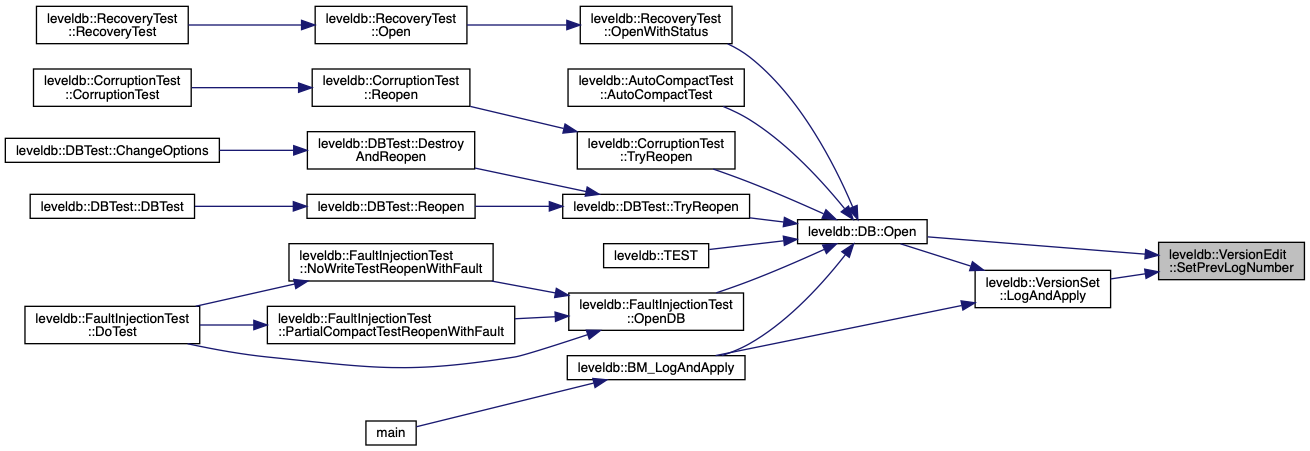 leveldb::RecoveryTest
::RecoveryTest
leveldb::RecoveryTest
::Open
leveldb::RecoveryTest
::OpenWithStatus
leveldb::CorruptionTest
::CorruptionTest
leveldb::CorruptionTest
::Reopen
leveldb::AutoCompactTest
::AutoCompactTest
leveldb::DBTest::ChangeOptions
leveldb::DBTest::Destroy
AndReopen
leveldb::CorruptionTest
::TryReopen
leveldb::DBTest::DBTest
leveldb::DBTest::Reopen
leveldb::DBTest::TryReopen
leveldb::DB::Open
leveldb::TEST
leveldb::VersionEdit
::SetPrevLogNumber
leveldb::FaultInjectionTest
::NoWriteTestReopenWithFault
leveldb::VersionSet
::LogAndApply
leveldb::FaultInjectionTest
::DoTest
leveldb::FaultInjectionTest
::PartialCompactTestReopenWithFault
leveldb::FaultInjectionTest
::OpenDB
leveldb::BM_LogAndApply
main